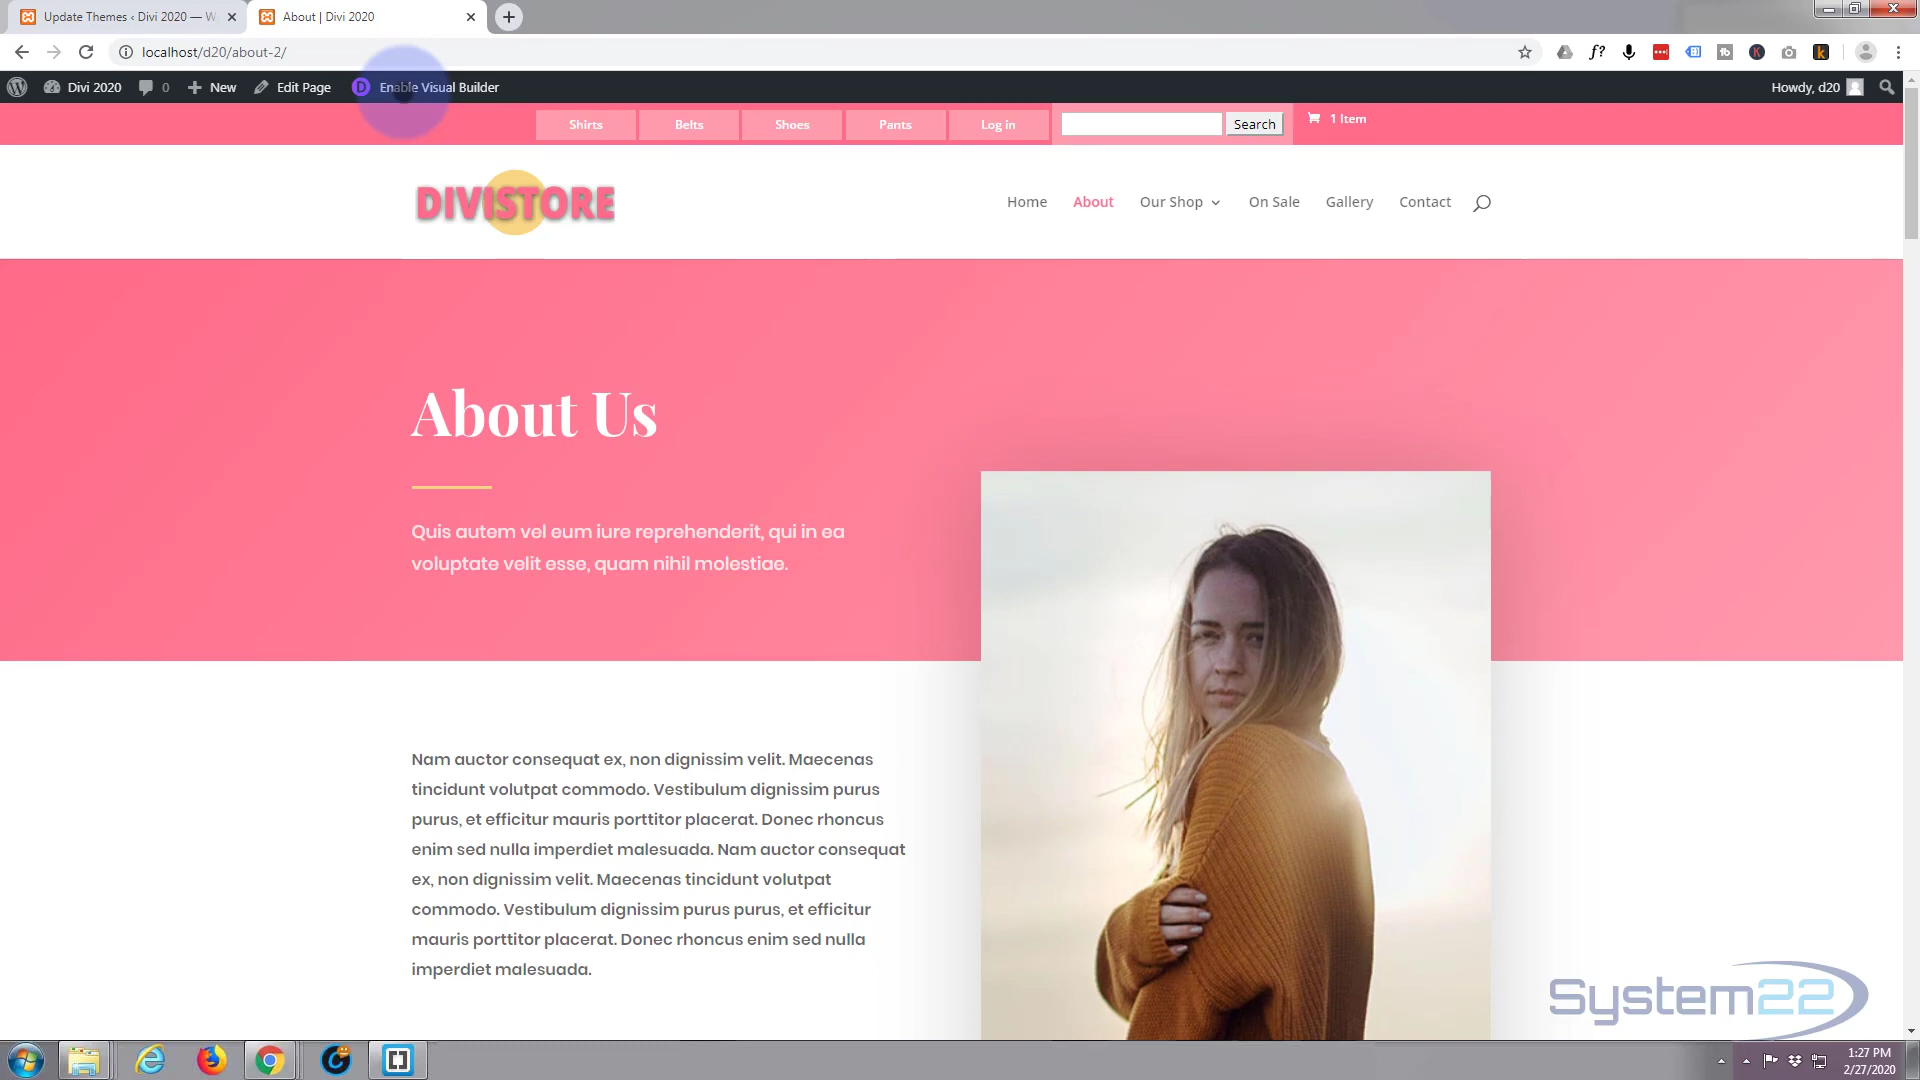 Update Themes ‹ Divi 2020 — W
About | Divi 2020
localhost/d20/about-2/
Divi 2020
0
New
Edit Page
Enable Visual Builder
Howdy, d20
Shirts
Belts
Shoes
Pants
Log in
Search
1 Item
DIVISTORE
Home
About
Our Shop
On Sale
Gallery
Contact
About Us
Quis autem vel eum iure reprehenderit, qui in ea
voluptate velit esse, quam nihil molestiae.
Nam auctor consequat ex, non dignissim velit. Maecenas
tincidunt volutpat commodo. Vestibulum dignissim purus
purus, et efficitur mauris porttitor placerat. Donec rhoncus
enim sed nulla imperdiet malesuada. Nam auctor consequat
ex, non dignissim velit. Maecenas tincidunt volutpat
commodo. Vestibulum dignissim purus purus, et efficitur
mauris porttitor placerat. Donec rhoncus enim sed nulla
imperdiet malesuada.
System22
1:27 PM
2/27/2020